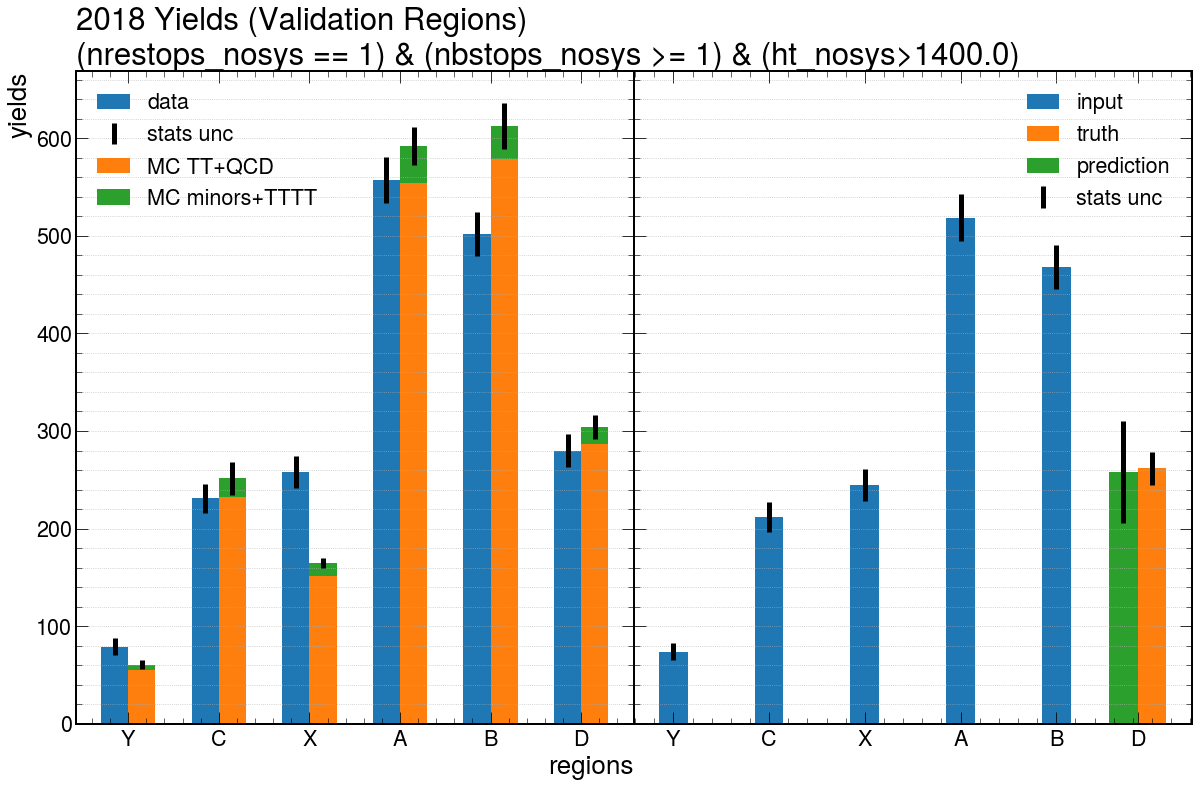 2018 Yields (Validation Regions)
(nrestops_nosys == 1) & (nbstops_nosys >= 1) & (ht_nosys>1400.0)
yields
data
stats unc
MC TT+QCD
MC minors+TTTT
input
truth
prediction
stats unc
600
500
400
300
200
100
0
Y C X A B D
Y C X A B D
regions